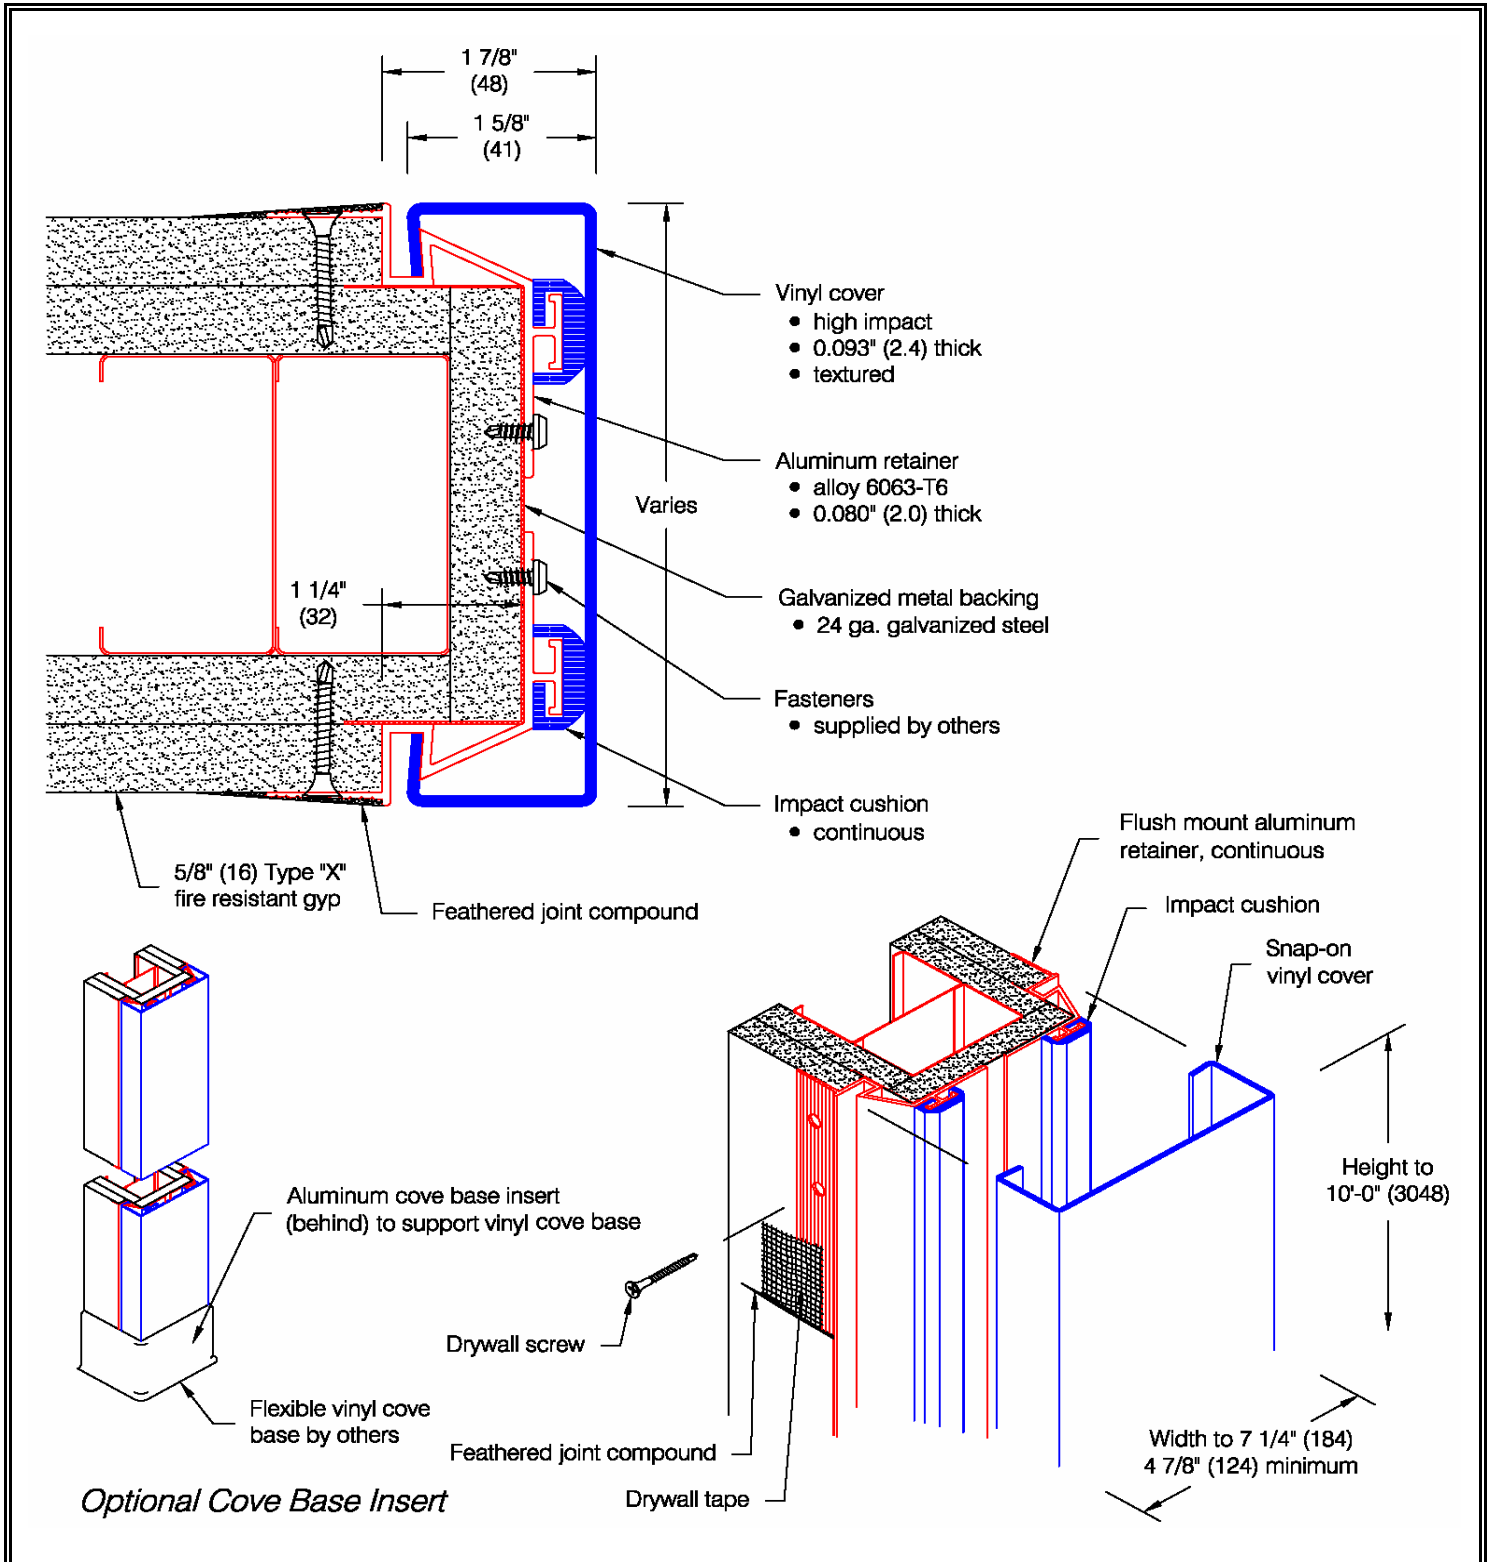 1 7/8"
(48)
1 5/8"
(41)
Vinyl cover
• high impact
• 0.093" (2.4) thick
• textured
Aluminum retainer
• alloy 6063-T6
• 0.080" (2.0) thick
Varies
1 1/4"
(32)
Galvanized metal backing
• 24 ga. galvanized steel
Fasteners
• supplied by others
Impact cushion
• continuous
5/8" (16) Type "X"
fire resistant gyp
Feathered joint compound
Flush mount aluminum
retainer, continuous
Impact cushion
Snap-on
vinyl cover
Height to
10'-0" (3048)
Aluminum cove base insert
(behind) to support vinyl cove base
Drywall screw
Flexible vinyl cove
base by others
Feathered joint compound
Width to 7 1/4" (184)
4 7/8" (124) minimum
Drywall tape
Optional Cove Base Insert